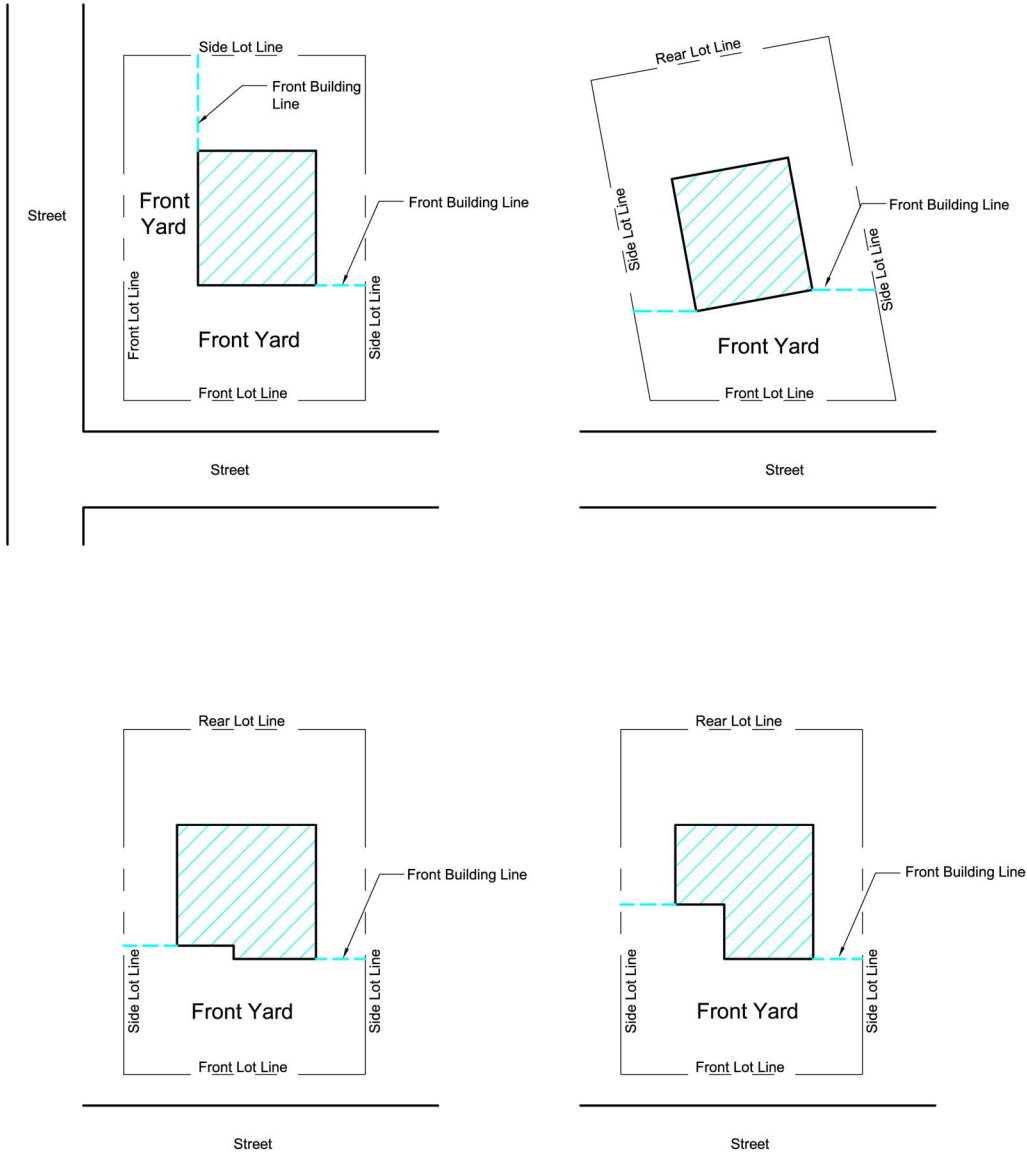 Side Lot Line
Front Building
Line
Front
Yard
Street
Front Building Line
Front Lot Line
Side Lot Line
Front Yard
Front Lot Line
Street
Rear Lot Line
Side Lot Line
Front Building Line
Side Lot Line
Front Yard
Front Lot Line
Street
Rear Lot Line
Front Building Line
Side Lot Line
Side Lot Line
Front Yard
Front Lot Line
Street
Rear Lot Line
Front Building Line
Side Lot Line
Side Lot Line
Front Yard
Front Lot Line
Street